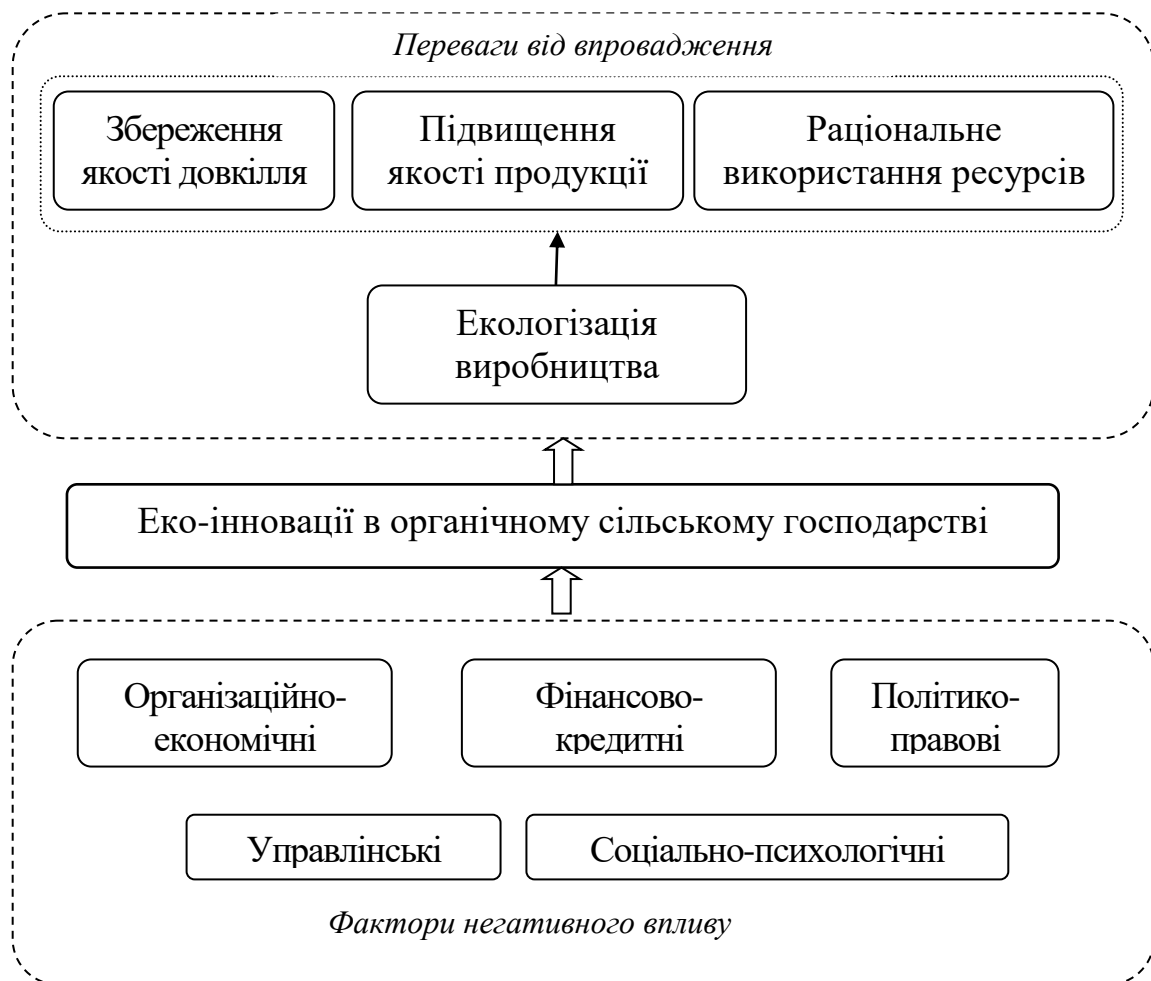 Переваги від впровадження
Збереження
якості довкілля
Підвищення
якості продукції
Раціональне
використання ресурсів
Екологізація
виробництва
Еко-інновації в органічному сільському господарстві
Організаційно-
економічні
Фінансово-
кредитні
Політико-
правові
Управлінські
Соціально-психологічні
Фактори негативного впливу